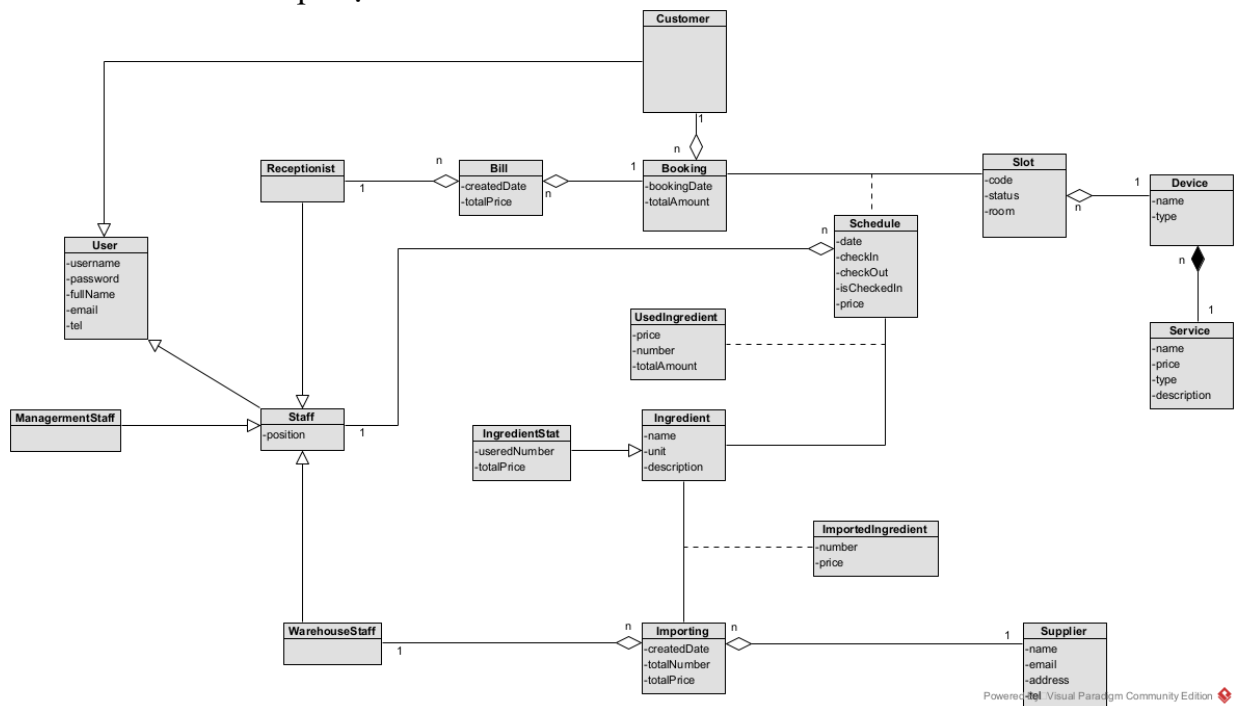 Customer
1
n
Receptionist
1
n
Bill
-createdDate
-totalPrice
n
1
Booking
-bookingDate
-totalAmount
Slot
-code
-status
-room
n
1
Device
-name
-type
n
1
Service
-name
-price
-type
-description
User
-username
-password
-fullName
-email
-tel
n
Schedule
-date
-checkIn
-checkOut
-isCheckedIn
-price
UsedIngredient
-price
-number
-totalAmount
ManagermentStaff
Staff
-position
1
IngredientStat
-useredNumber
-totalPrice
Ingredient
-name
-unit
-description
ImportedIngredient
-number
-price
WarehouseStaff
1
n
Importing
-createdDate
-totalNumber
-totalPrice
n
1
Supplier
-name
-email
-address
-tel
Visual Paradigm Community Edition